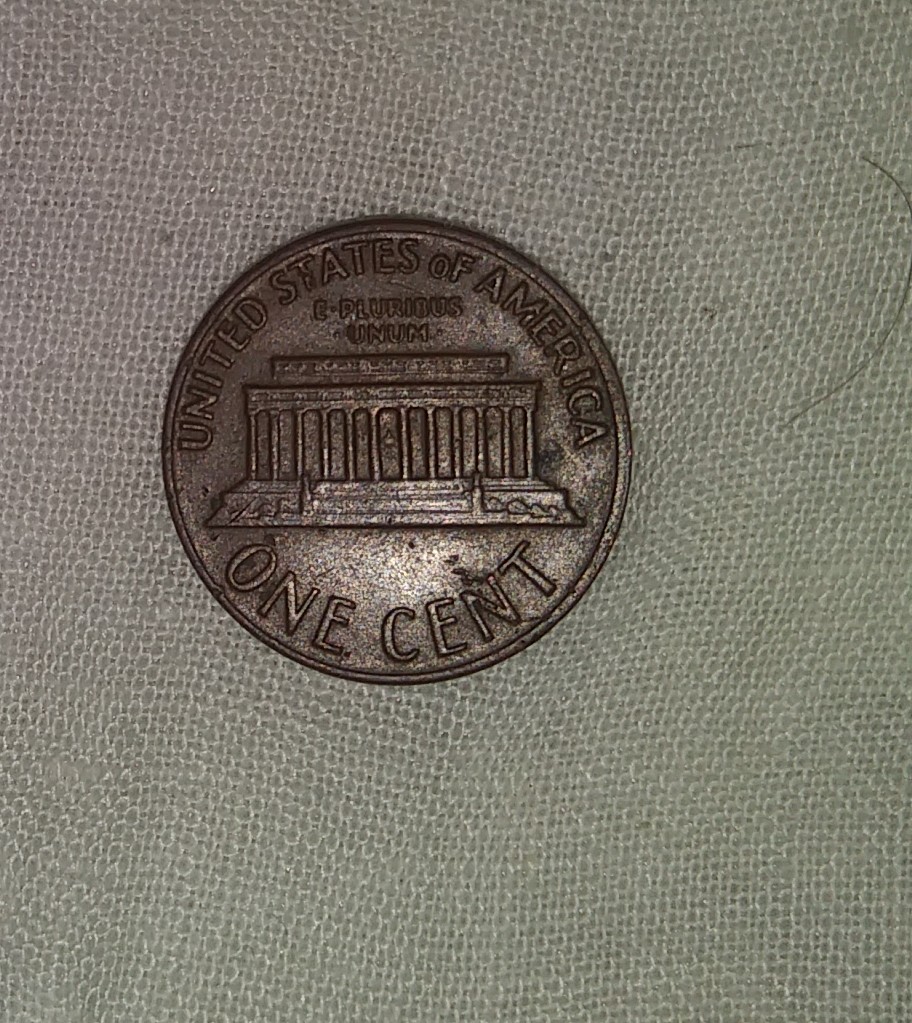 UNITED STATES OF AMERICA
E·PLURIBUS
·UNUM·
ONE CENT